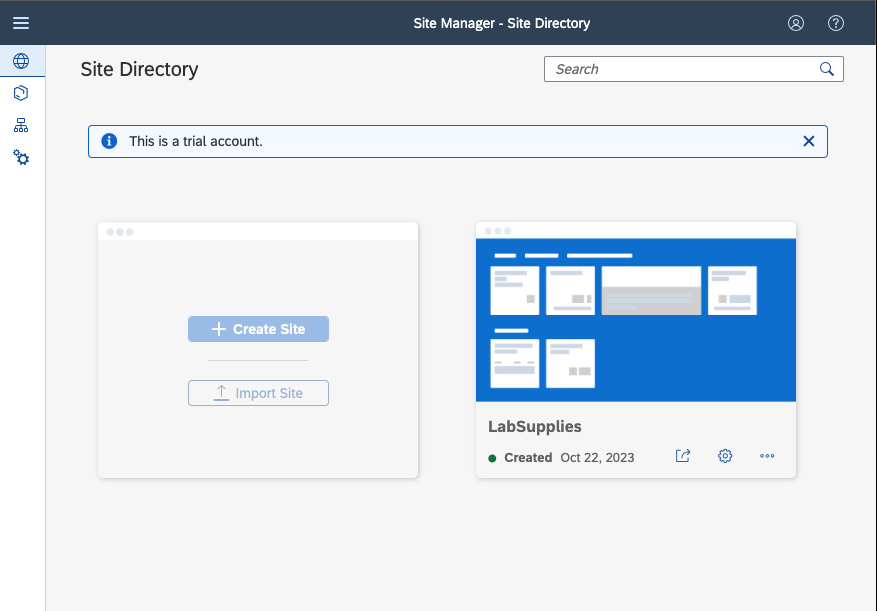 Site Manager - Site Directory
Site Directory
Search
This is a trial account.
Create Site
Import Site
LabSupplies
Created Oct 22, 2023